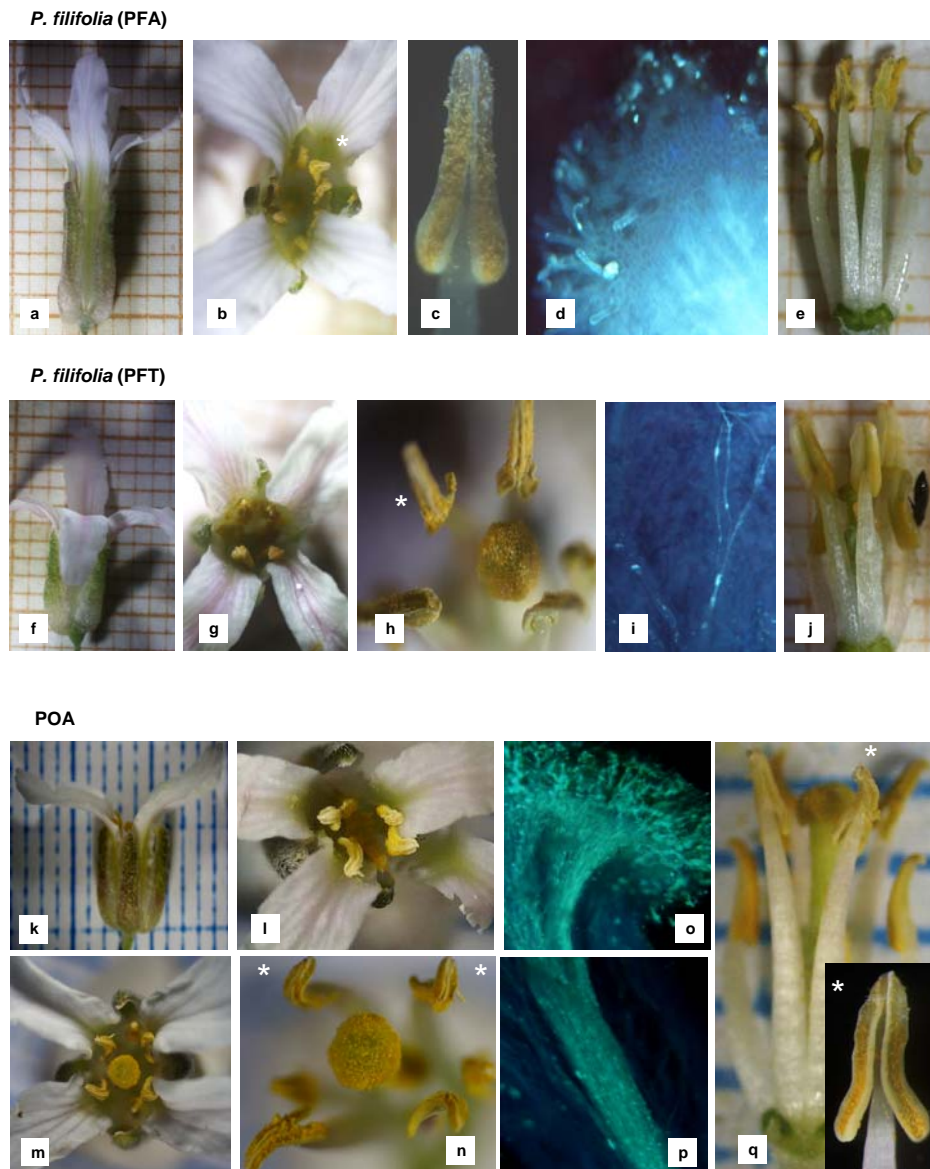 P. filifolia (PFA)
a b c d e
P. filifolia (PFT)
f g h i j
POA
k l o
m n p q